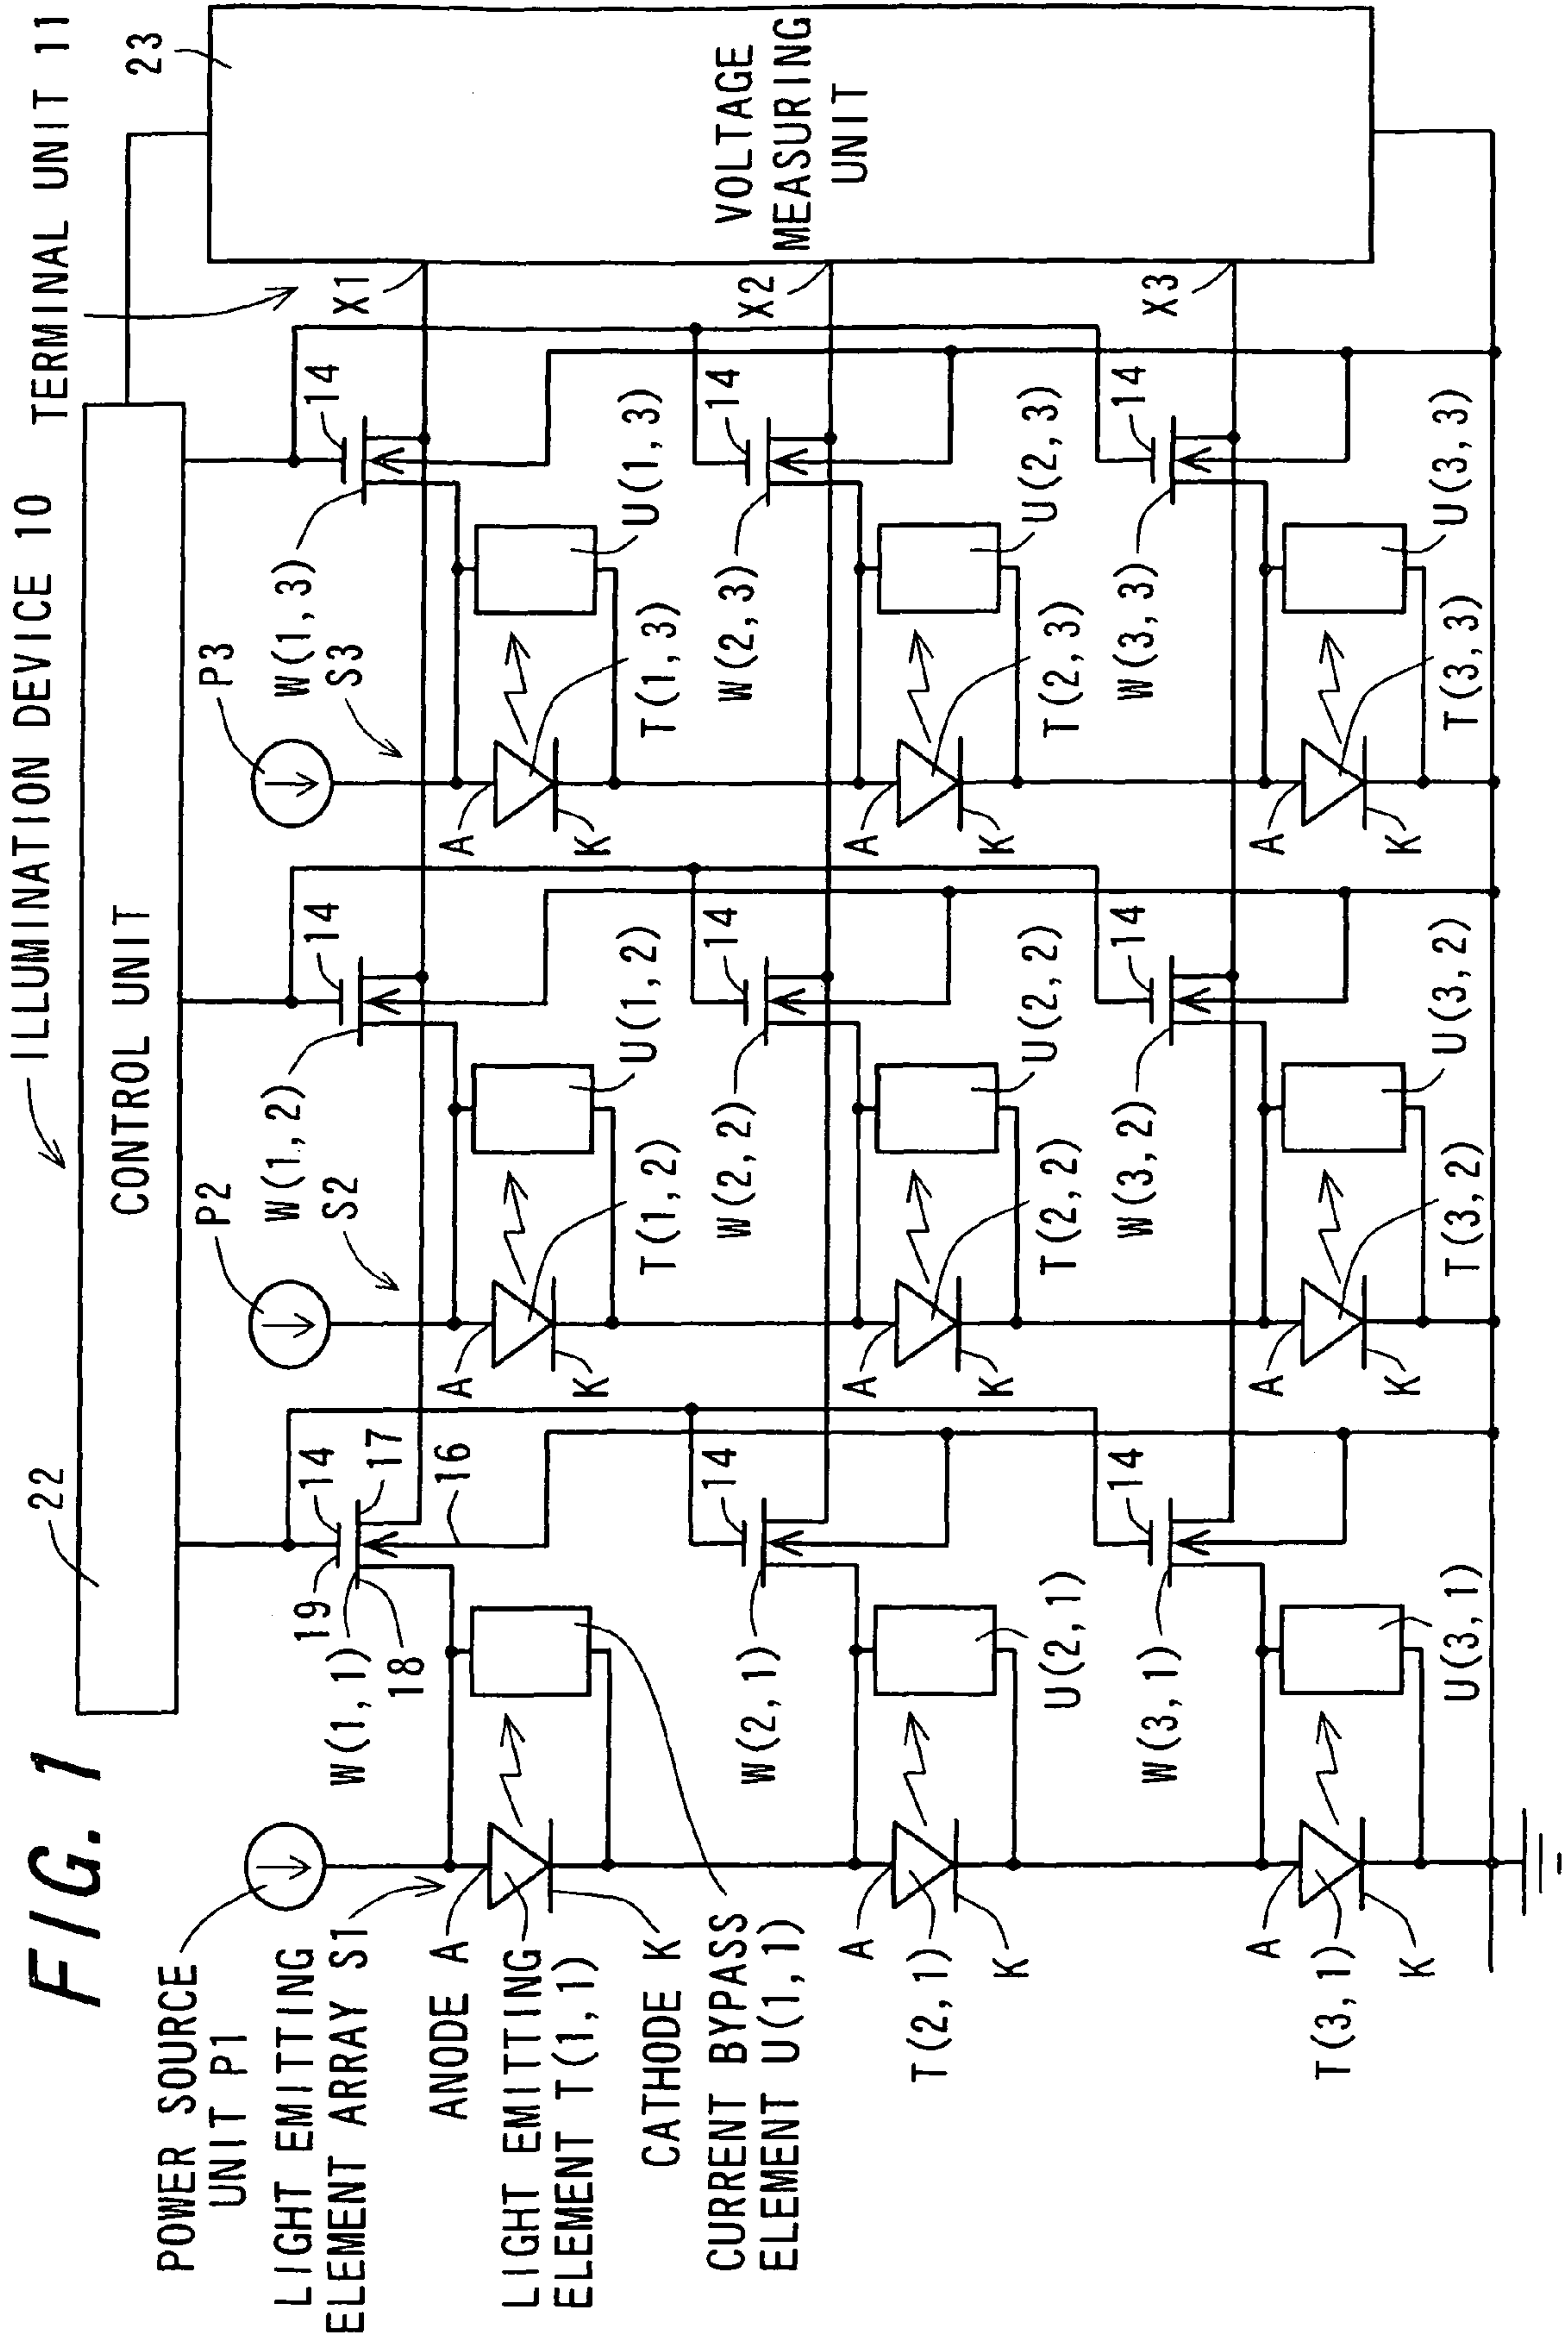 FIG. 1
ILLUMINATION DEVICE 10
TERMINAL UNIT 11
22
CONTROL UNIT
23
VOLTAGE
MEASURING
UNIT
POWER SOURCE
UNIT P1
P2
P3
LIGHT EMITTING
ELEMENT ARRAY S1
S2
S3
19
14
17
W(1,1)
18
16
W(1,2)
14
W(1,3)
14
X1
ANODE A
A
A
LIGHT EMITTING
ELEMENT T(1,1)
K
T(1,2)
U(1,2)
K
T(1,3)
U(1,3)
CATHODE K
CURRENT BYPASS
ELEMENT U(1,1)
W(2,1)
14
W(2,2)
14
W(2,3)
14
X2
A
A
A
T(2,1)
K
U(2,1)
K
T(2,2)
U(2,2)
K
T(2,3)
U(2,3)
W(3,1)
14
W(3,2)
14
W(3,3)
14
X3
A
A
A
T(3,1)
K
U(3,1)
K
T(3,2)
U(3,2)
K
T(3,3)
U(3,3)